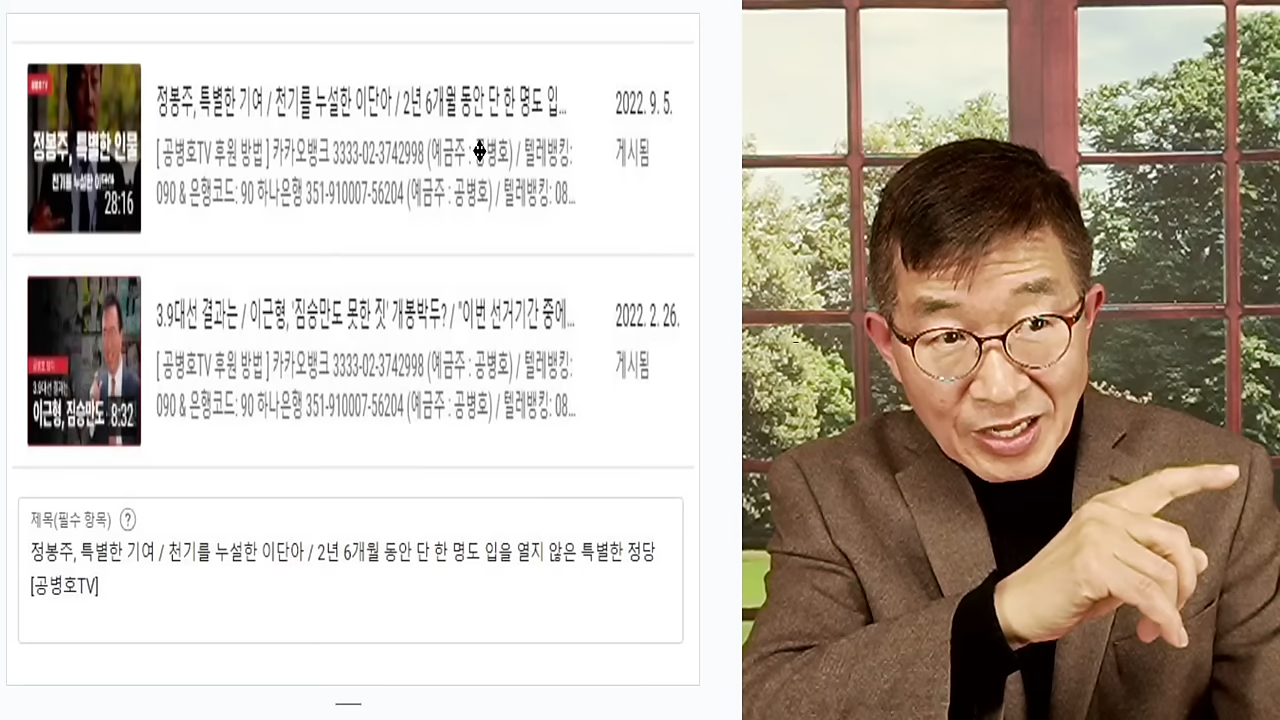 정봉주, 특별한 기여 / 천기를 누설한 이단아 / 2년 6개월 동안 단 한 명도 입...
2022. 9. 5.
[ 공병호TV 후원 방법 ] 카카오뱅크 3333-02-3742998 (예금주 : 공병호) / 텔레뱅킹:
게시됨
090 & 은행코드: 90 하나은행 351-910007-56204 (예금주 : 공병호) / 텔레뱅킹: 08...
정봉주, 특별한 인물
천기를 누설한 이단아
28:16
3.9대선 결과는 / 이근형, '짐승만도 못한 짓' 개봉박두? / "이번 선거기간 중에...
2022. 2. 26.
[ 공병호TV 후원 방법 ] 카카오뱅크 3333-02-3742998 (예금주 : 공병호) / 텔레뱅킹:
게시됨
090 & 은행코드: 90 하나은행 351-910007-56204 (예금주 : 공병호) / 텔레뱅킹: 08...
3.9대선 결과는
이근형, 짐승만도
8:32
제목(필수 항목) ?
정봉주, 특별한 기여 / 천기를 누설한 이단아 / 2년 6개월 동안 단 한 명도 입을 열지 않은 특별한 정당
[공병호TV]